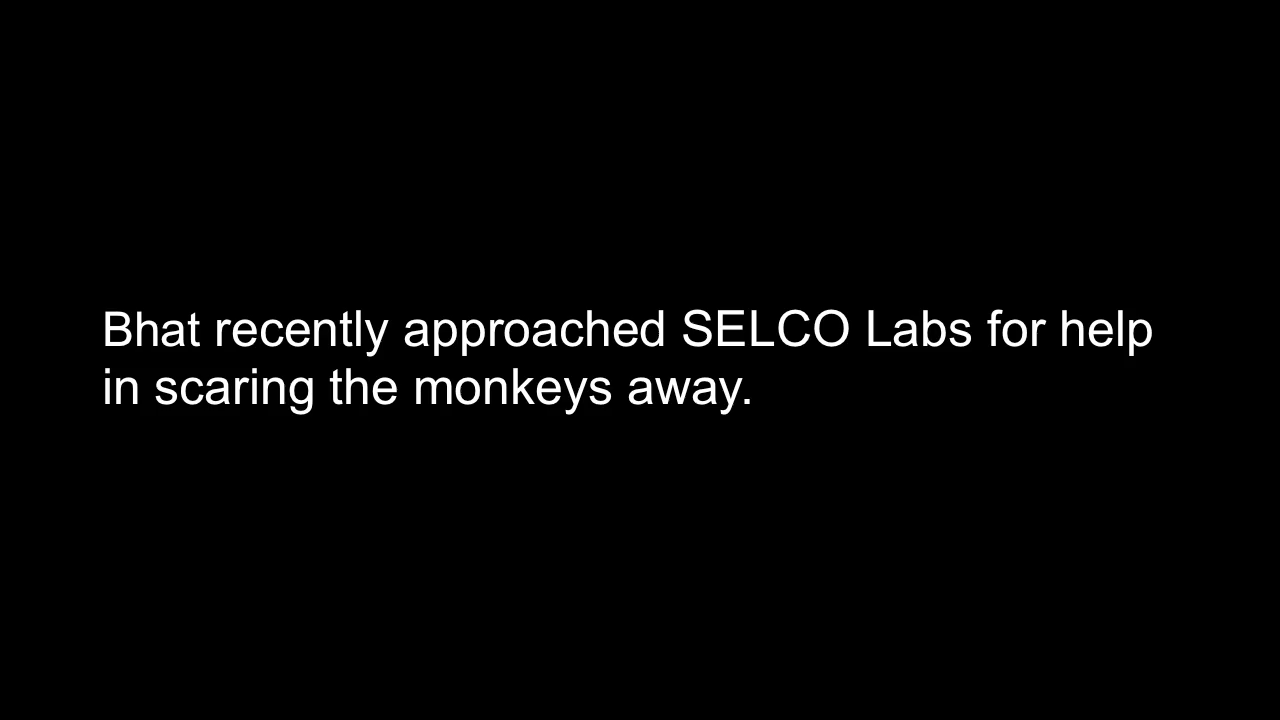 Bhat recently approached SELCO Labs for help
in scaring the monkeys away.